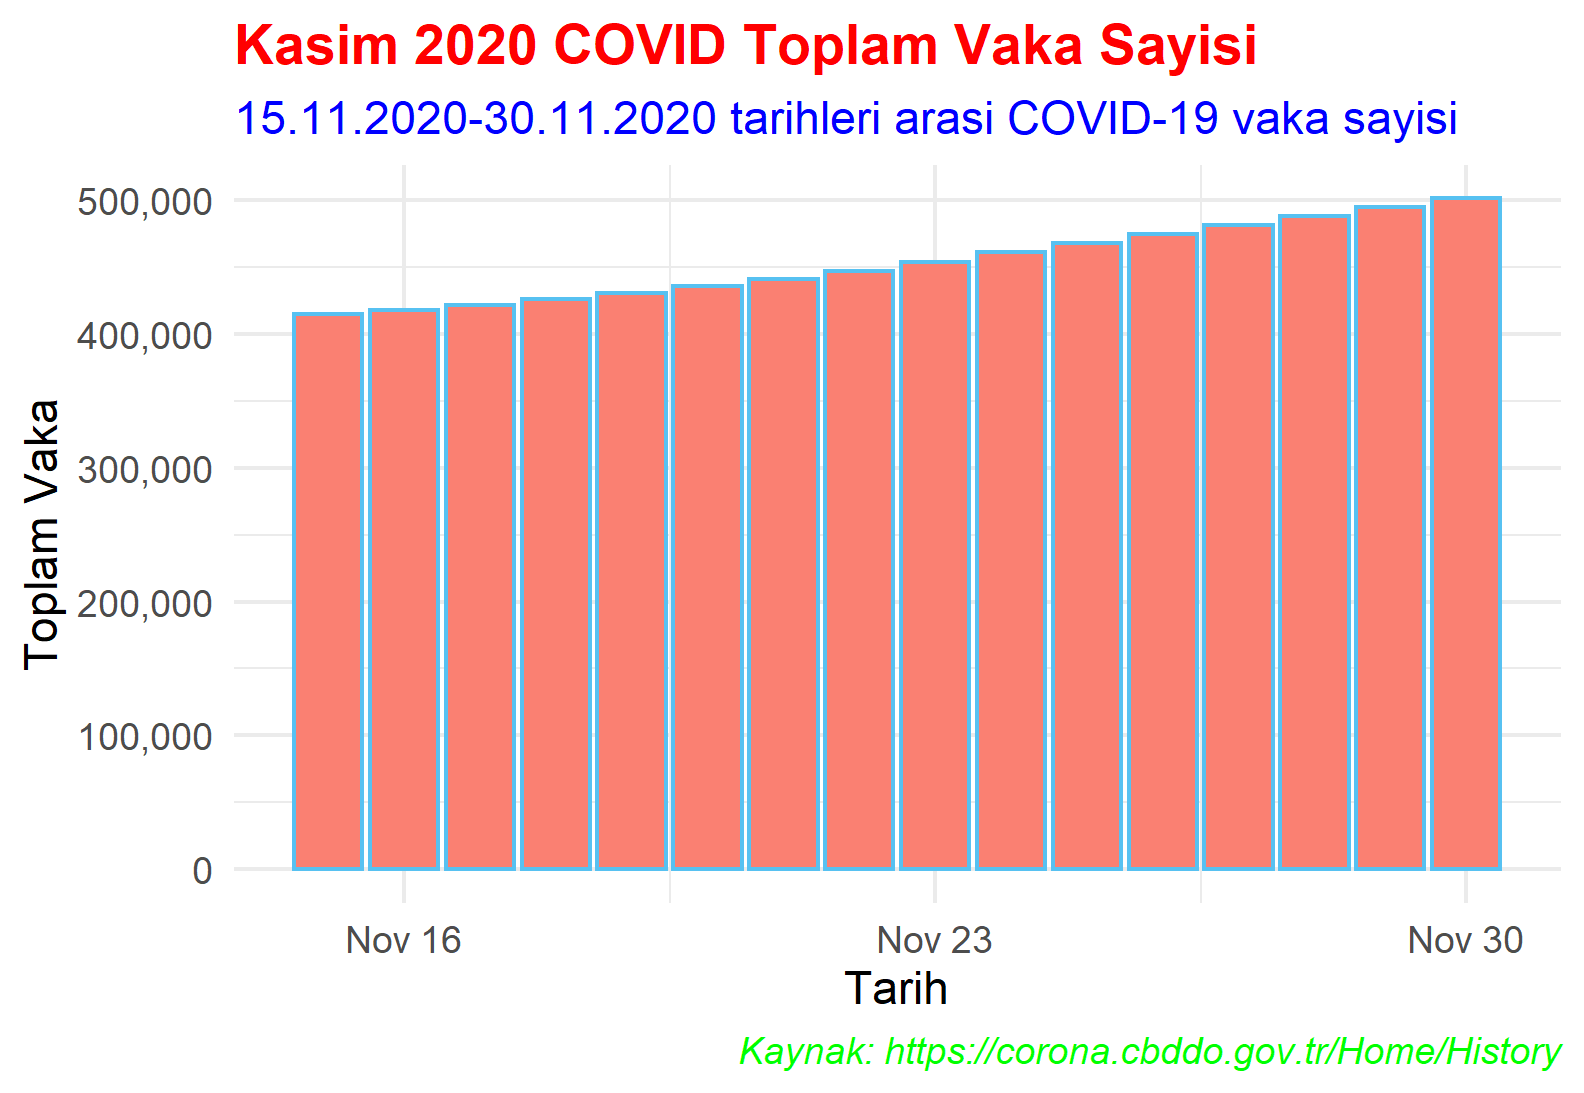 Kasim 2020 COVID Toplam Vaka Sayisi
15.11.2020-30.11.2020 tarihleri arasi COVID-19 vaka sayisi
500,000
400,000
300,000
200,000
100,000
0
Toplam Vaka
Nov 16
Nov 23
Nov 30
Tarih
Kaynak: https://corona.cbddo.gov.tr/Home/History